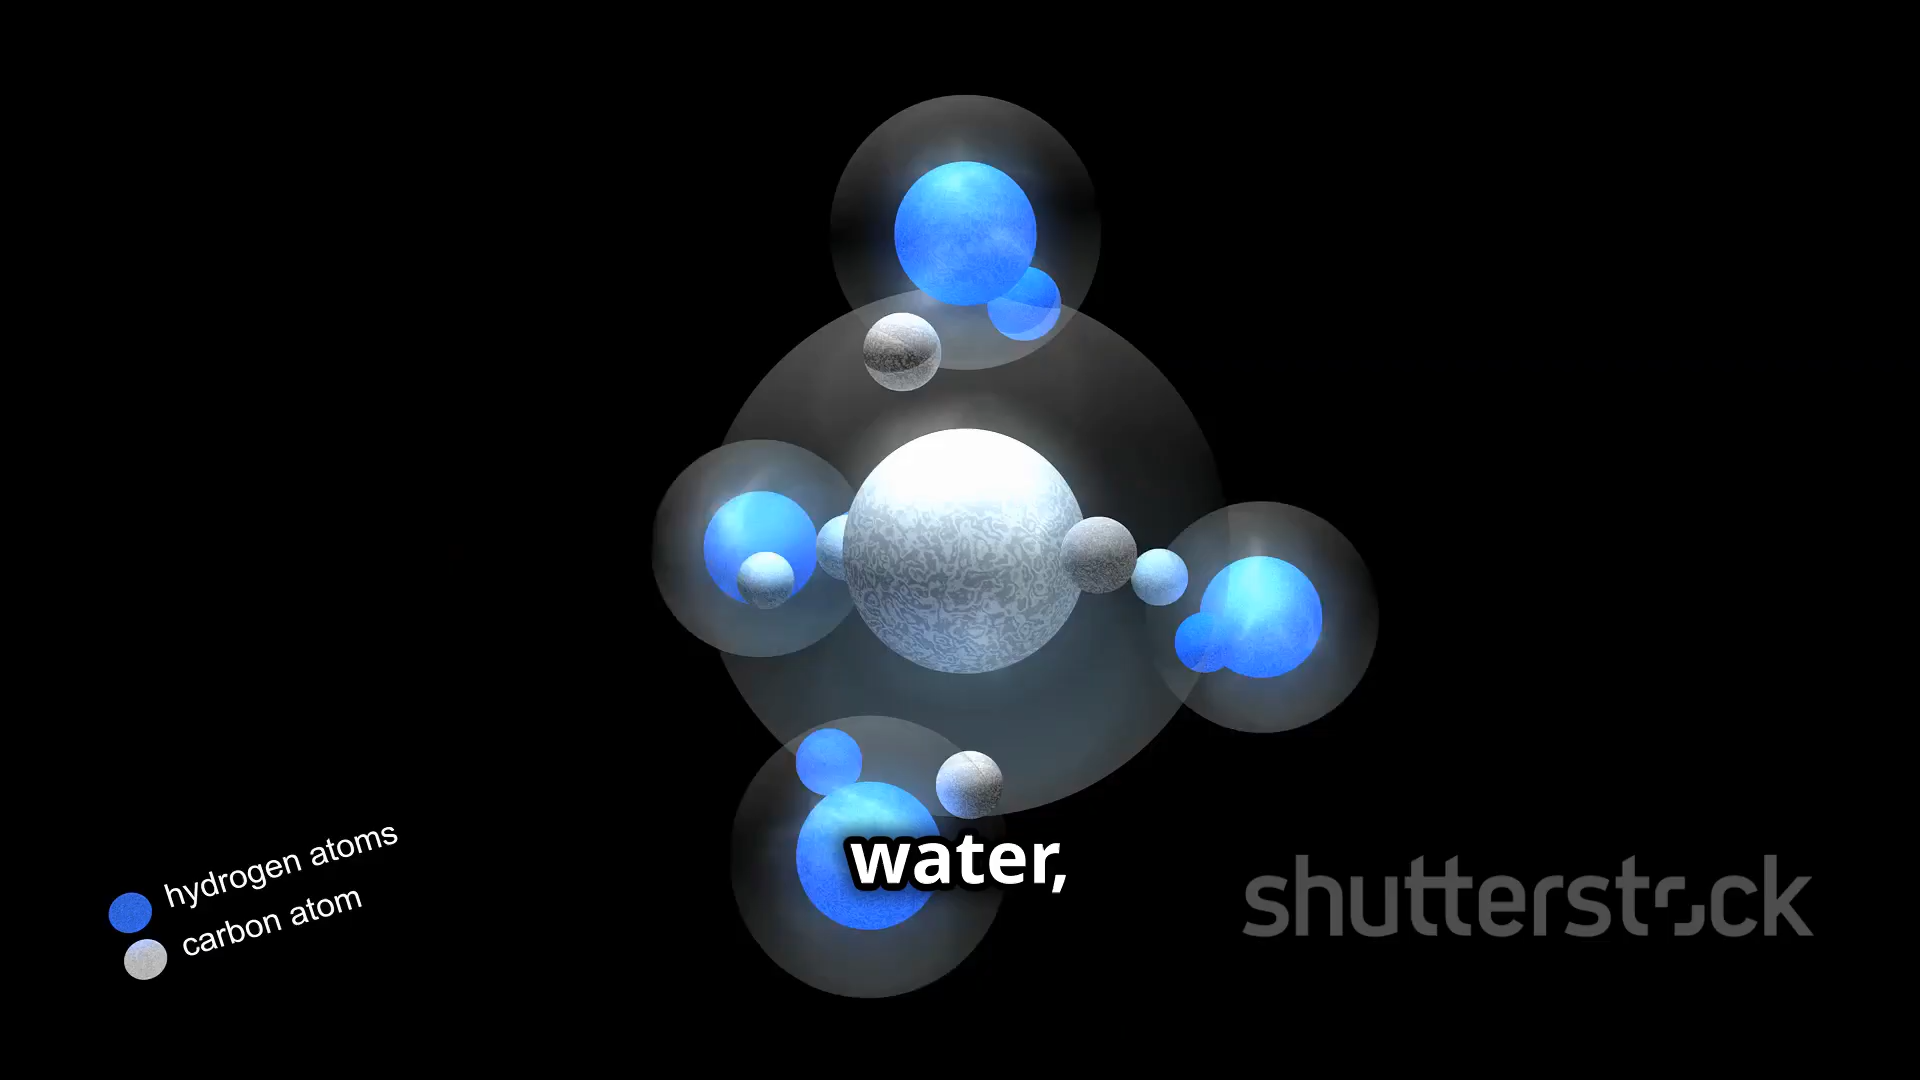 hydrogen atoms
carbon atom
water,
shutterstock